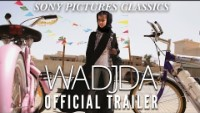 SONY PICTURES CLASSICS
WADJDA
OFFICIAL TRAILER